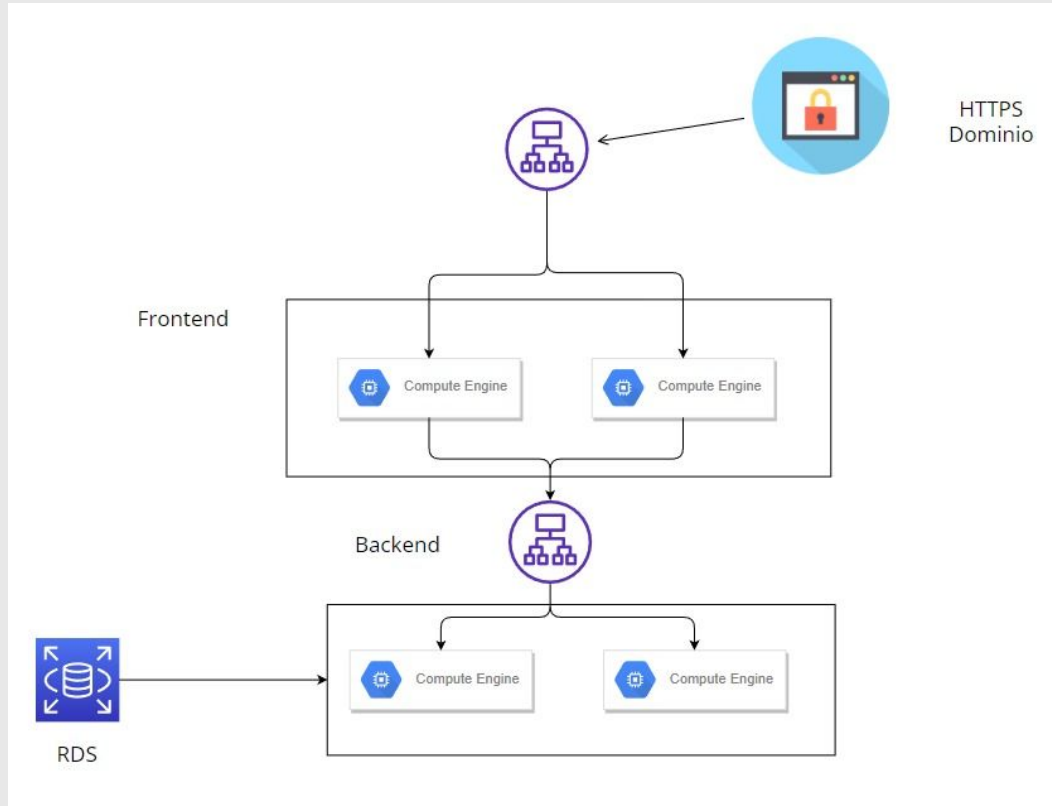 HTTPS
Dominio
Frontend
Compute Engine
Compute Engine
Backend
Compute Engine
Compute Engine
RDS